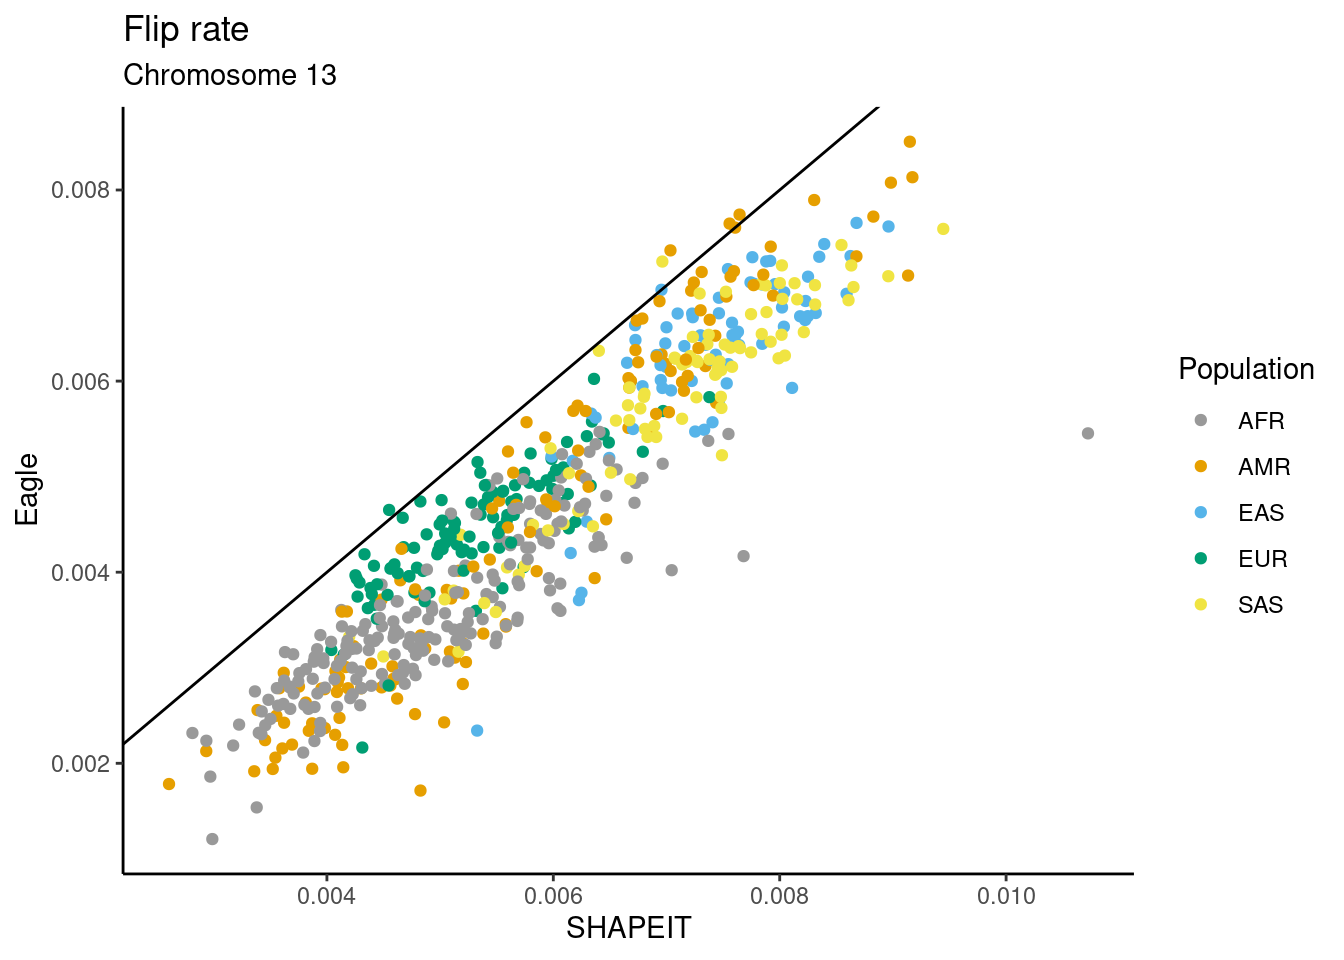 Flip rate
Chromosome 13
0.008
0.006
0.004
0.002
Eagle
0.004 0.006 0.008 0.010
SHAPEIT
Population
AFR
AMR
EAS
EUR
SAS